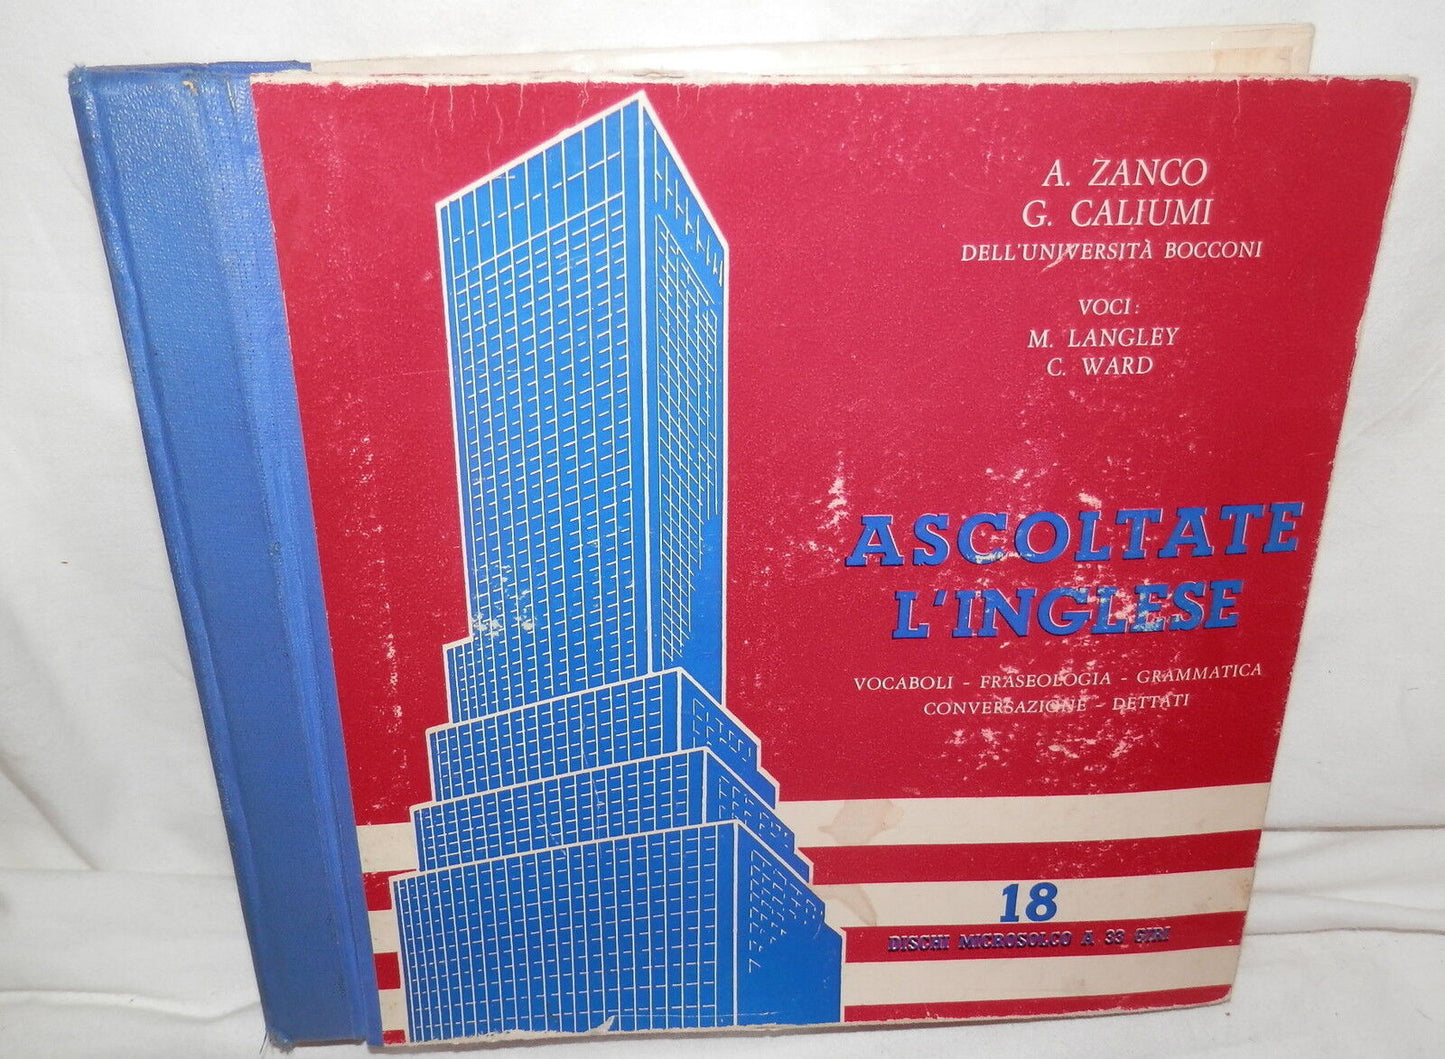 A. ZANCO
G. CALIUMI
DELL'UNIVERSITÀ BOCCONI
VOCI:
M. LANGLEY
C. WARD
ASCOLTATE
L'INGLESE
VOCABOLI - FRASEOLOGIA - GRAMMATICA
CONVERSAZIONE - DETTATI
18
DISCHI MICROSOLCO A 33 GIRI